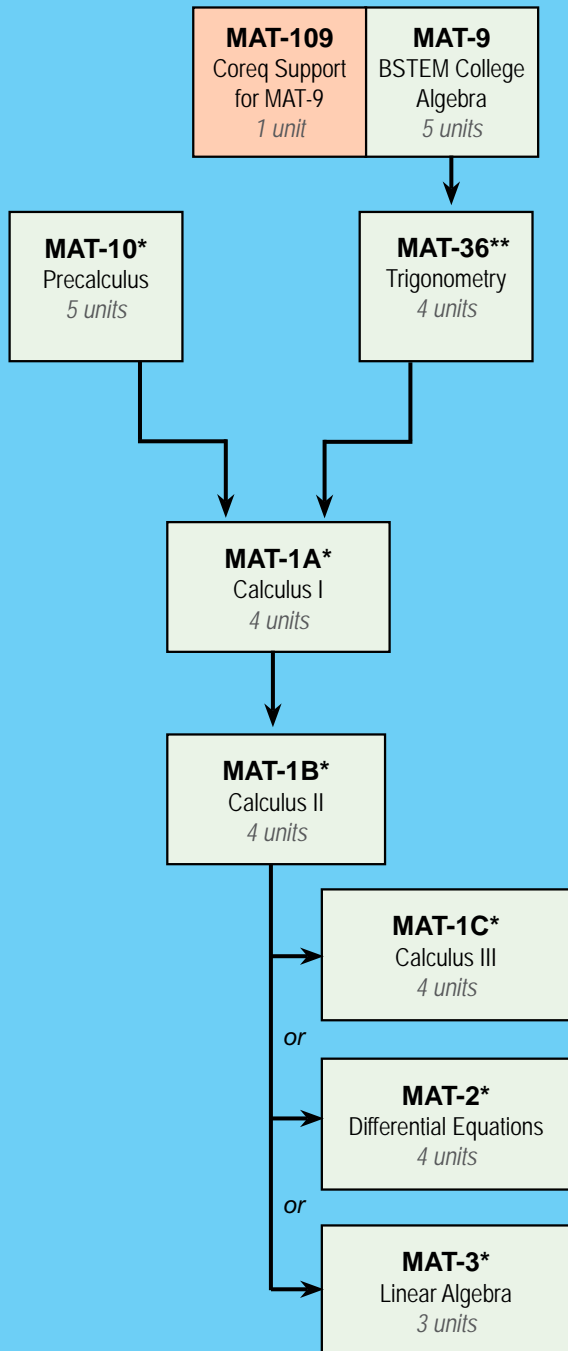 MAT-109
Coreq Support
for MAT-9
1 unit
MAT-9
BSTEM College
Algebra
5 units
MAT-10*
Precalculus
5 units
MAT-36**
Trigonometry
4 units
MAT-1A*
Calculus I
4 units
MAT-1B*
Calculus II
4 units
MAT-1C*
Calculus III
4 units
or
MAT-2*
Differential Equations
4 units
or
MAT-3*
Linear Algebra
3 units